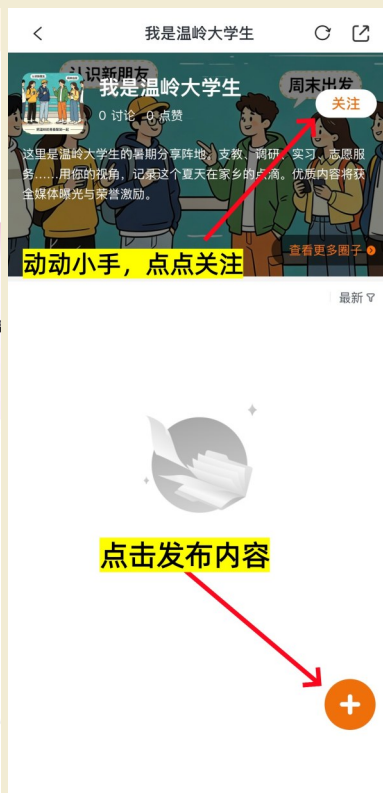 我是温岭大学生
认识新朋友
我是温岭大学生
周末出发
0 讨论 0 点赞
关注
这里是温岭大学生的暑期分享阵地，支教、调研、实习、志愿服
务……用你的视角，记录这个夏天在家乡的点滴。优质内容将获
全媒体曝光与荣誉激励。
查看更多圈子
动动小手，点点关注
最新
点击发布内容